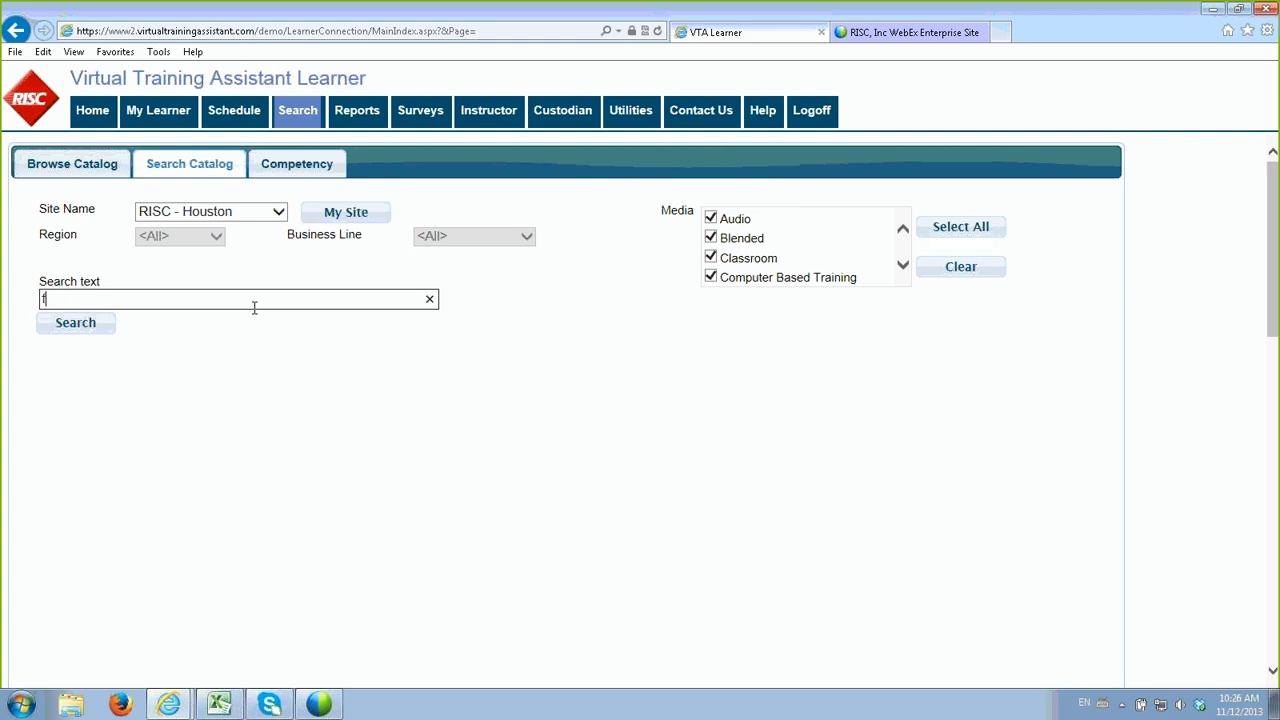 https://www2.virtualtrainingassistant.com/demo/LearnerConnection/MainIndex.aspx?&Page=
VTA Learner
RISC, Inc WebEx Enterprise Site
File Edit View Favorites Tools Help
RISC
Virtual Training Assistant Learner
Home My Learner Schedule Search Reports Surveys Instructor Custodian Utilities Contact Us Help Logoff
Browse Catalog Search Catalog Competency
Site Name RISC - Houston My Site
Region <All> Business Line <All>
Media
Audio
Blended
Classroom
Computer Based Training
Select All
Clear
Search text
f
Search
EN
10:26 AM
11/12/2013